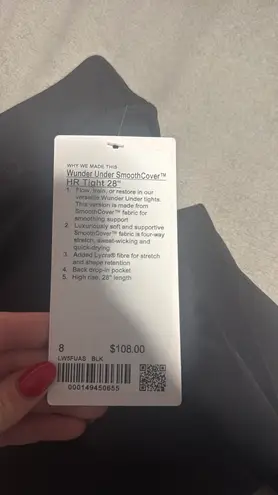 WHY WE MADE THIS
Wunder Under SmoothCover™
HR Tight 28"
1. Flow, train, or restore in our
versatile Wunder Under tights.
This version is made from
SmoothCover™ fabric for
smoothing support
2. Luxuriously soft and supportive
SmoothCover™ fabric is four-way
stretch, sweat-wicking and
quick-drying
3. Added Lycra® fibre for stretch
and shape retention
4. Back drop-in pocket
5. High rise, 28" length
8 $108.00
LW5FUAS BLK
000149450655